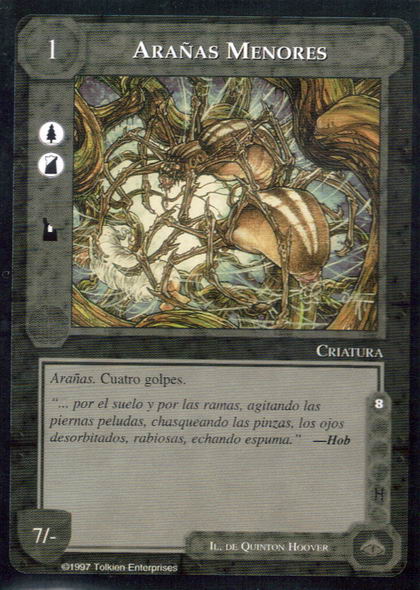 1
ARAÑAS MENORES
CRIATURA
Arañas. Cuatro golpes.
8
"... por el suelo y por las ramas, agitando las
piernas peludas, chasqueando las pinzas, los ojos
desorbitados, rabiosas, echando espuma." —Hob
H
7/-
IL. DE QUINTON HOOVER
©1997 Tolkien Enterprises